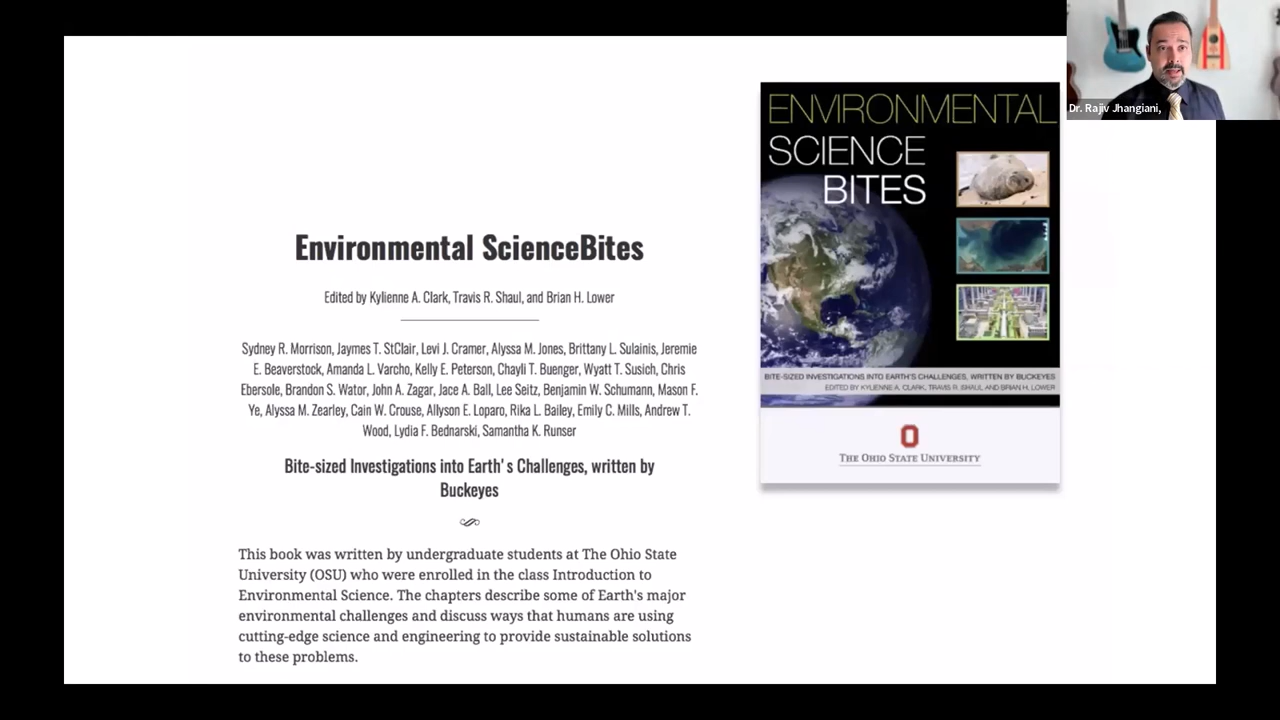 Environmental ScienceBites
Edited by Kylienne A. Clark, Travis R. Shaul, and Brian H. Lower
Sydney R. Morrison, Jaymes T. StClair, Levi J. Cramer, Alyssa M. Jones, Brittany L. Sulainis, Jeremie
E. Beaverstock, Amanda L. Varcho, Kelly E. Peterson, Chayli T. Buenger, Wyatt T. Susich, Chris
Ebersole, Brandon S. Wafor, John A. Zagar, Jace A. Ball, Lee Seitz, Benjamin W. Schumann, Mason F.
Ye, Alyssa M. Zearley, Cain W. Crouse, Allyson E. Loparo, Rika L. Bailey, Emily C. Mills, Andrew T.
Wood, Lydia F. Bednarski, Samantha K. Runser
Bite-sized Investigations into Earth's Challenges, written by
Buckeyes
This book was written by undergraduate students at The Ohio State
University (OSU) who were enrolled in the class Introduction to
Environmental Science. The chapters describe some of Earth's major
environmental challenges and discuss ways that humans are using
cutting-edge science and engineering to provide sustainable solutions
to these problems.
ENVIRONMENTAL
SCIENCE
BITES
BITE-SIZED INVESTIGATIONS INTO EARTH'S CHALLENGES, WRITTEN BY BUCKEYES
EDITED BY KYLIENNE A. CLARK, TRAVIS R. SHAUL AND BRIAN H. LOWER
THE OHIO STATE UNIVERSITY
Dr. Rajiv Jhangiani,